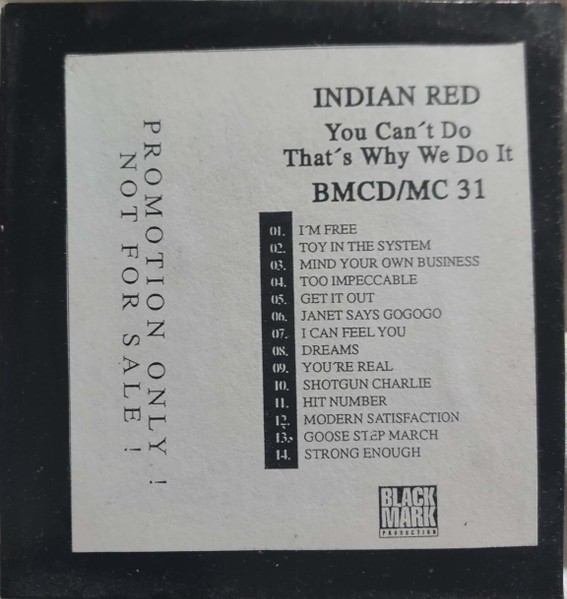 INDIAN RED
You Can´t Do
That´s Why We Do It
BMCD/MC 31
01. I´M FREE
02. TOY IN THE SYSTEM
03. MIND YOUR OWN BUSINESS
04. TOO IMPECCABLE
05. GET IT OUT
06. JANET SAYS GOGOGO
07. I CAN FEEL YOU
08. DREAMS
09. YOU´RE REAL
10. SHOTGUN CHARLIE
11. HIT NUMBER
12. MODERN SATISFACTION
13. GOOSE STEP MARCH
14. STRONG ENOUGH
PROMOTION ONLY !
NOT FOR SALE !
BLACK
MARK
PRODUCTION